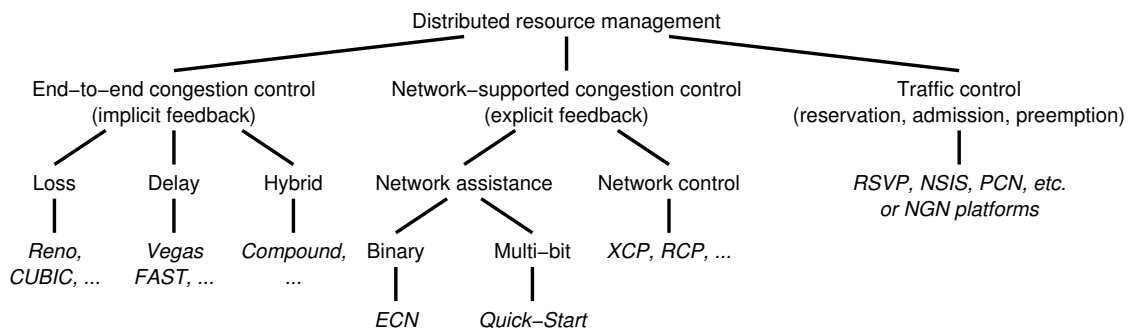 Distributed resource management
End−to−end congestion control
(implicit feedback)
Network−supported congestion control
(explicit feedback)
Traffic control
(reservation, admission, preemption)
Loss
Delay
Hybrid
Network assistance
Network control
RSVP, NSIS, PCN, etc.
or NGN platforms
Reno,
CUBIC, ...
Vegas
FAST, ...
Compound,
...
Binary
Multi−bit
XCP, RCP, ...
ECN
Quick−Start